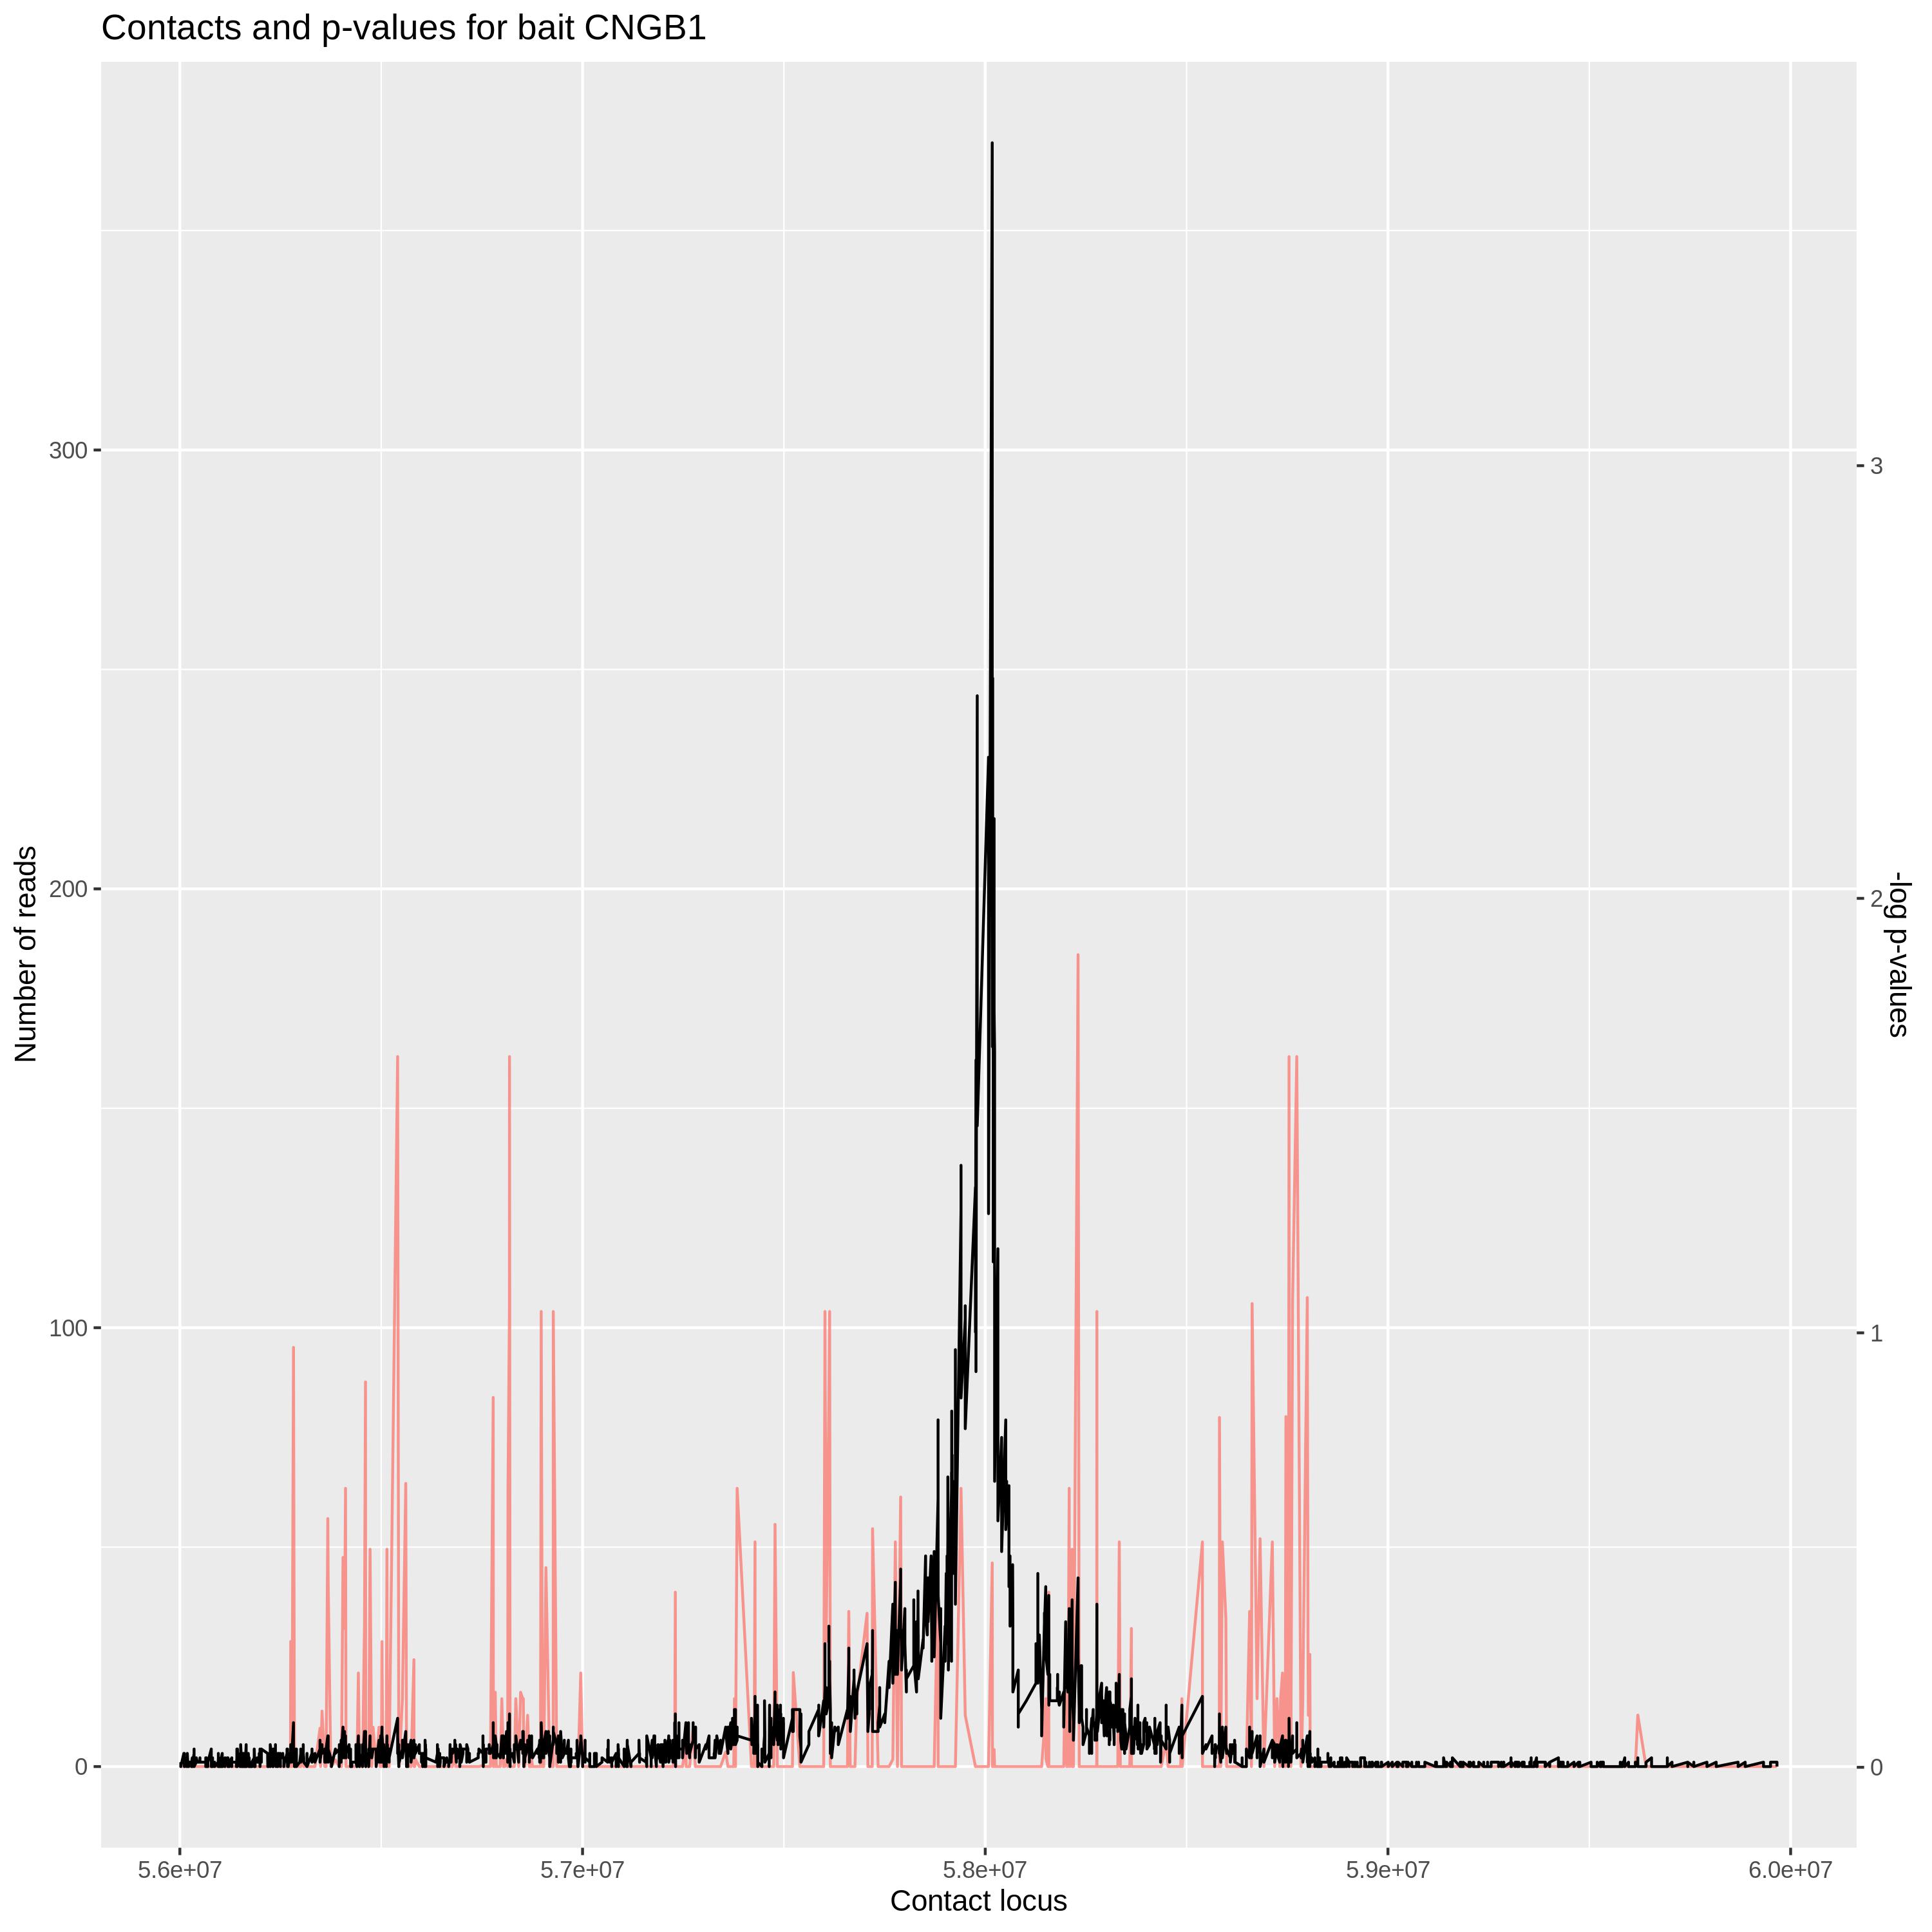 Contacts and p-values for bait CNGB1
Number of reads
300
200
100
0
3
2
1
0
-log p-values
5.6e+07
5.7e+07
5.8e+07
5.9e+07
6.0e+07
Contact locus